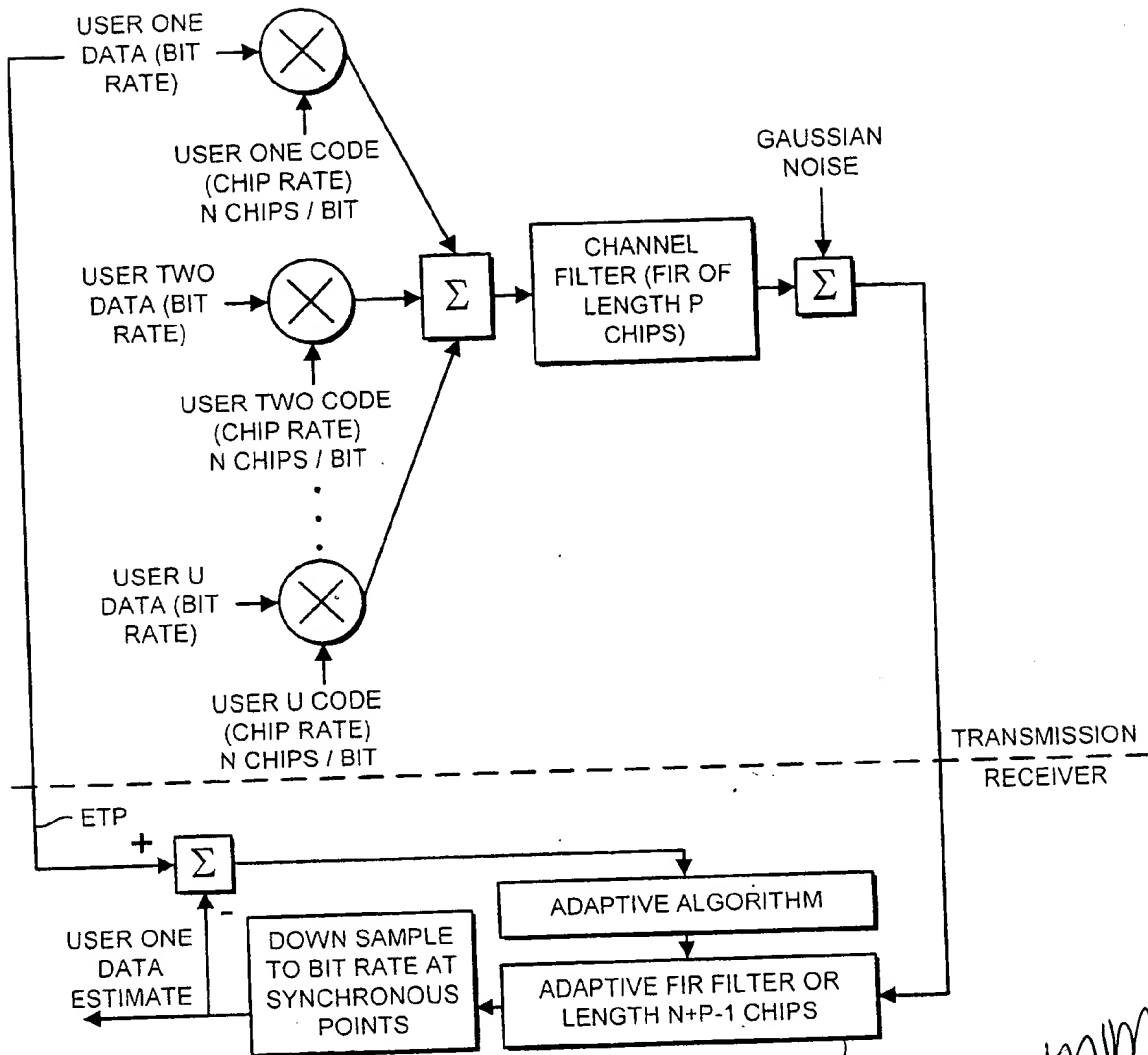 USER ONE
DATA (BIT
RATE)
USER ONE CODE
(CHIP RATE)
N CHIPS / BIT
GAUSSIAN
NOISE
USER TWO
DATA (BIT
RATE)
Σ
CHANNEL
FILTER (FIR OF
LENGTH P
CHIPS)
Σ
USER TWO CODE
(CHIP RATE)
N CHIPS / BIT
USER U
DATA (BIT
RATE)
USER U CODE
(CHIP RATE)
N CHIPS / BIT
TRANSMISSION
RECEIVER
ETP
+
Σ
-
ADAPTIVE ALGORITHM
USER ONE
DATA
ESTIMATE
DOWN SAMPLE
TO BIT RATE AT
SYNCHRONOUS
POINTS
ADAPTIVE FIR FILTER OR
LENGTH N+P-1 CHIPS